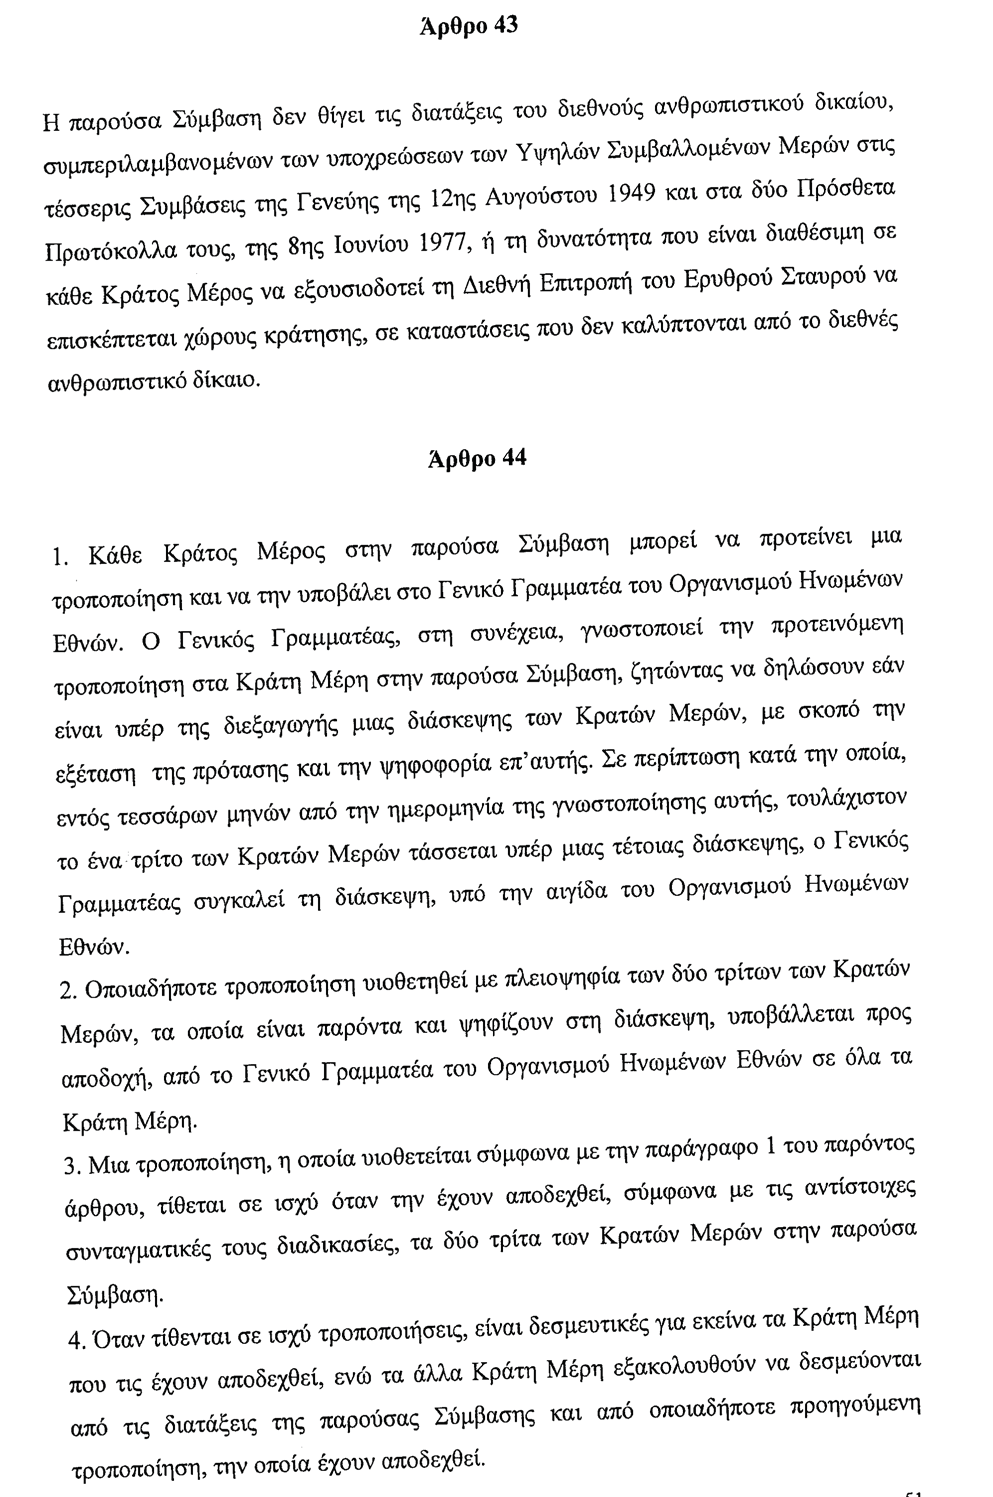 Άρθρο 43
Η παρούσα Σύμβαση δεν θίγει τις διατάξεις του διεθνούς ανθρωπιστικού δικαίου,
συμπεριλαμβανομένων των υποχρεώσεων των Υψηλών Συμβαλλομένων Μερών στις
τέσσερις Συμβάσεις της Γενεύης της 12ης Αυγούστου 1949 και στα δύο Πρόσθετα
Πρωτόκολλα τους, της 8ης Ιουνίου 1977, ή τη δυνατότητα που είναι διαθέσιμη σε
κάθε Κράτος Μέρος να εξουσιοδοτεί τη Διεθνή Επιτροπή του Ερυθρού Σταυρού να
επισκέπτεται χώρους κράτησης, σε καταστάσεις που δεν καλύπτονται από το διεθνές
ανθρωπιστικό δίκαιο.
Άρθρο 44
1. Κάθε Κράτος Μέρος στην παρούσα Σύμβαση μπορεί να προτείνει μια
τροποποίηση και να την υποβάλει στο Γενικό Γραμματέα του Οργανισμού Ηνωμένων
Εθνών. Ο Γενικός Γραμματέας, στη συνέχεια, γνωστοποιεί την προτεινόμενη
τροποποίηση στα Κράτη Μέρη στην παρούσα Σύμβαση, ζητώντας να δηλώσουν εάν
είναι υπέρ της διεξαγωγής μιας διάσκεψης των Κρατών Μερών, με σκοπό την
εξέταση της πρότασης και την ψηφοφορία επ’αυτής. Σε περίπτωση κατά την οποία,
εντός τεσσάρων μηνών από την ημερομηνία της γνωστοποίησης αυτής, τουλάχιστον
το ένα τρίτο των Κρατών Μερών τάσσεται υπέρ μιας τέτοιας διάσκεψης, ο Γενικός
Γραμματέας συγκαλεί τη διάσκεψη, υπό την αιγίδα του Οργανισμού Ηνωμένων
Εθνών.
2. Οποιαδήποτε τροποποίηση υιοθετηθεί με πλειοψηφία των δύο τρίτων των Κρατών
Μερών, τα οποία είναι παρόντα και ψηφίζουν στη διάσκεψη, υποβάλλεται προς
αποδοχή, από το Γενικό Γραμματέα του Οργανισμού Ηνωμένων Εθνών σε όλα τα
Κράτη Μέρη.
3. Μια τροποποίηση, η οποία υιοθετείται σύμφωνα με την παράγραφο 1 του παρόντος
άρθρου, τίθεται σε ισχύ όταν την έχουν αποδεχθεί, σύμφωνα με τις αντίστοιχες
συνταγματικές τους διαδικασίες, τα δύο τρίτα των Κρατών Μερών στην παρούσα
Σύμβαση.
4. Όταν τίθενται σε ισχύ τροποποιήσεις, είναι δεσμευτικές για εκείνα τα Κράτη Μέρη
που τις έχουν αποδεχθεί, ενώ τα άλλα Κράτη Μέρη εξακολουθούν να δεσμεύονται
από τις διατάξεις της παρούσας Σύμβασης και από οποιαδήποτε προηγούμενη
τροποποίηση, την οποία έχουν αποδεχθεί.